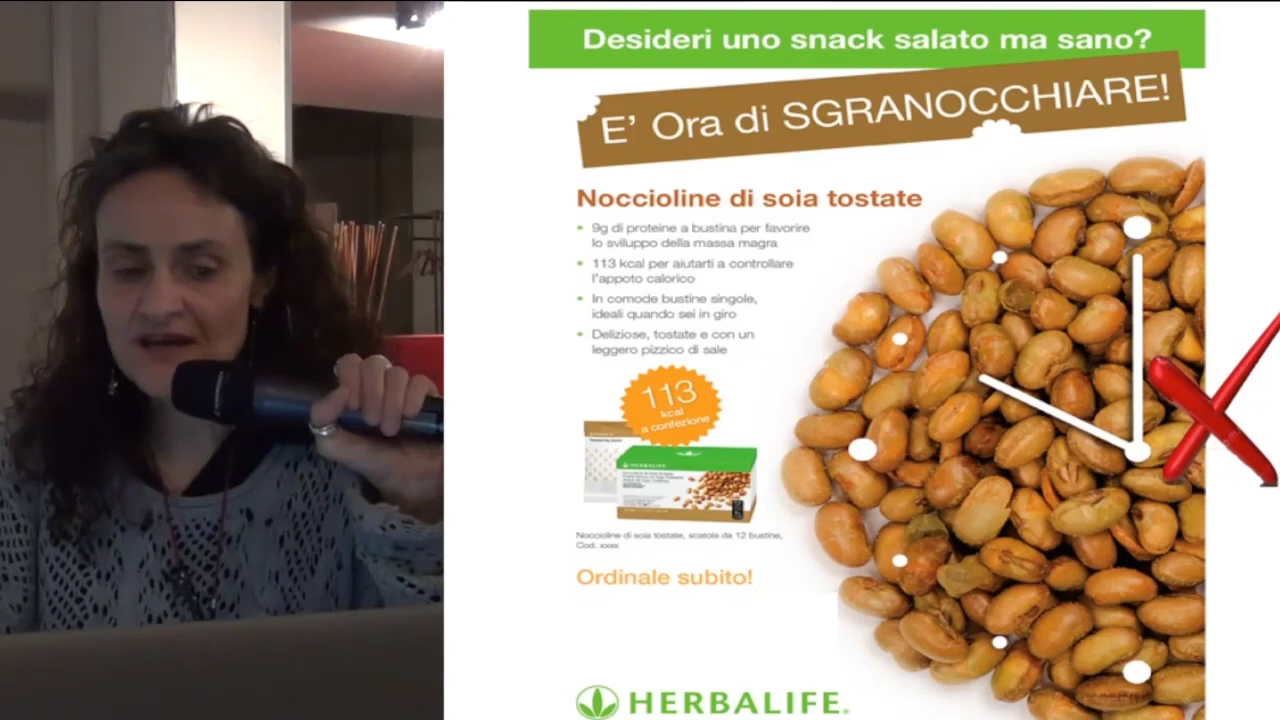 Desideri uno snack salato ma sano?
E' Ora di SGRANOCCHIARE!
Noccioline di soia tostate
• 9g di proteine a bustina per favorire
lo sviluppo della massa magra
• 113 kcal per aiutarti a controllare
l'appoto calorico
• In comode bustine singole,
ideali quando sei in giro
• Deliziose, tostate e con un
leggero pizzico di sale
113
kcal
a confezione
HERBALIFE
Noccioline di soia tostate, scatola da 12 bustine,
Cod. xxxx
Ordinale subito!
HERBALIFE.